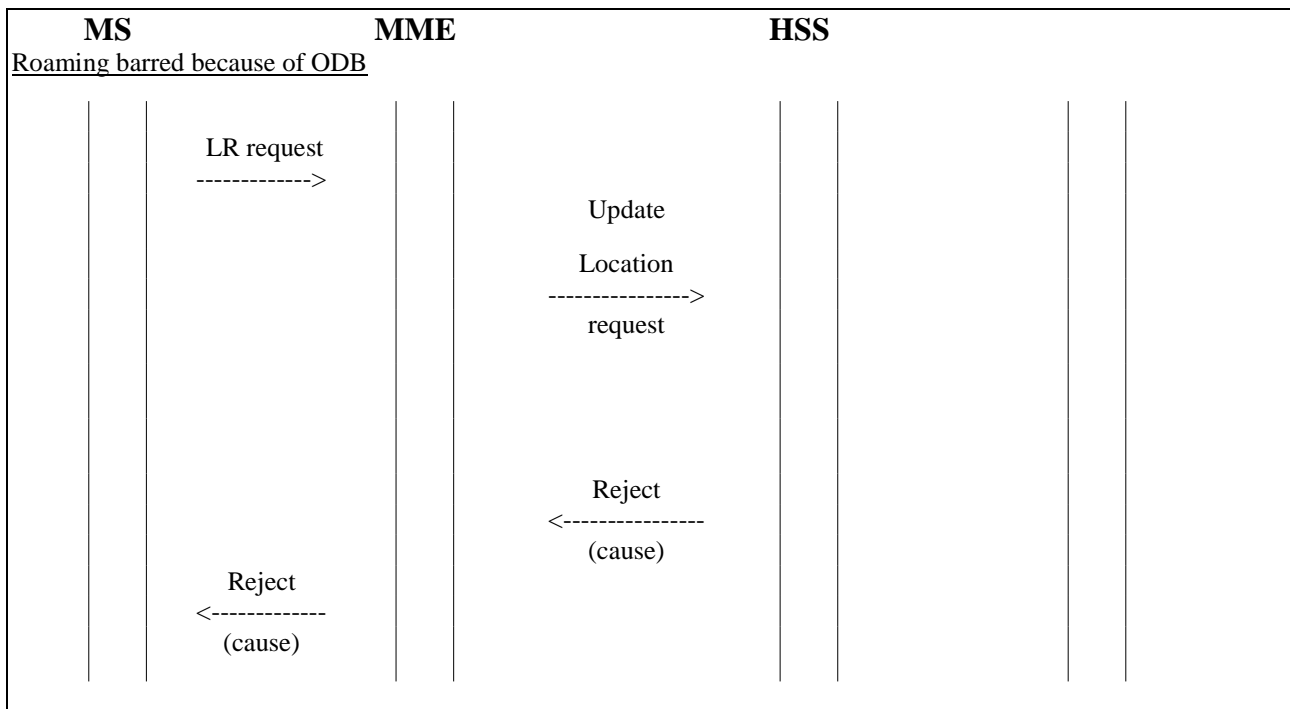 MS MME HSS
Roaming barred because of ODB
LR request
------------->
Update
Location
---------------->
request
Reject
<----------------
(cause)
Reject
<-------------
(cause)